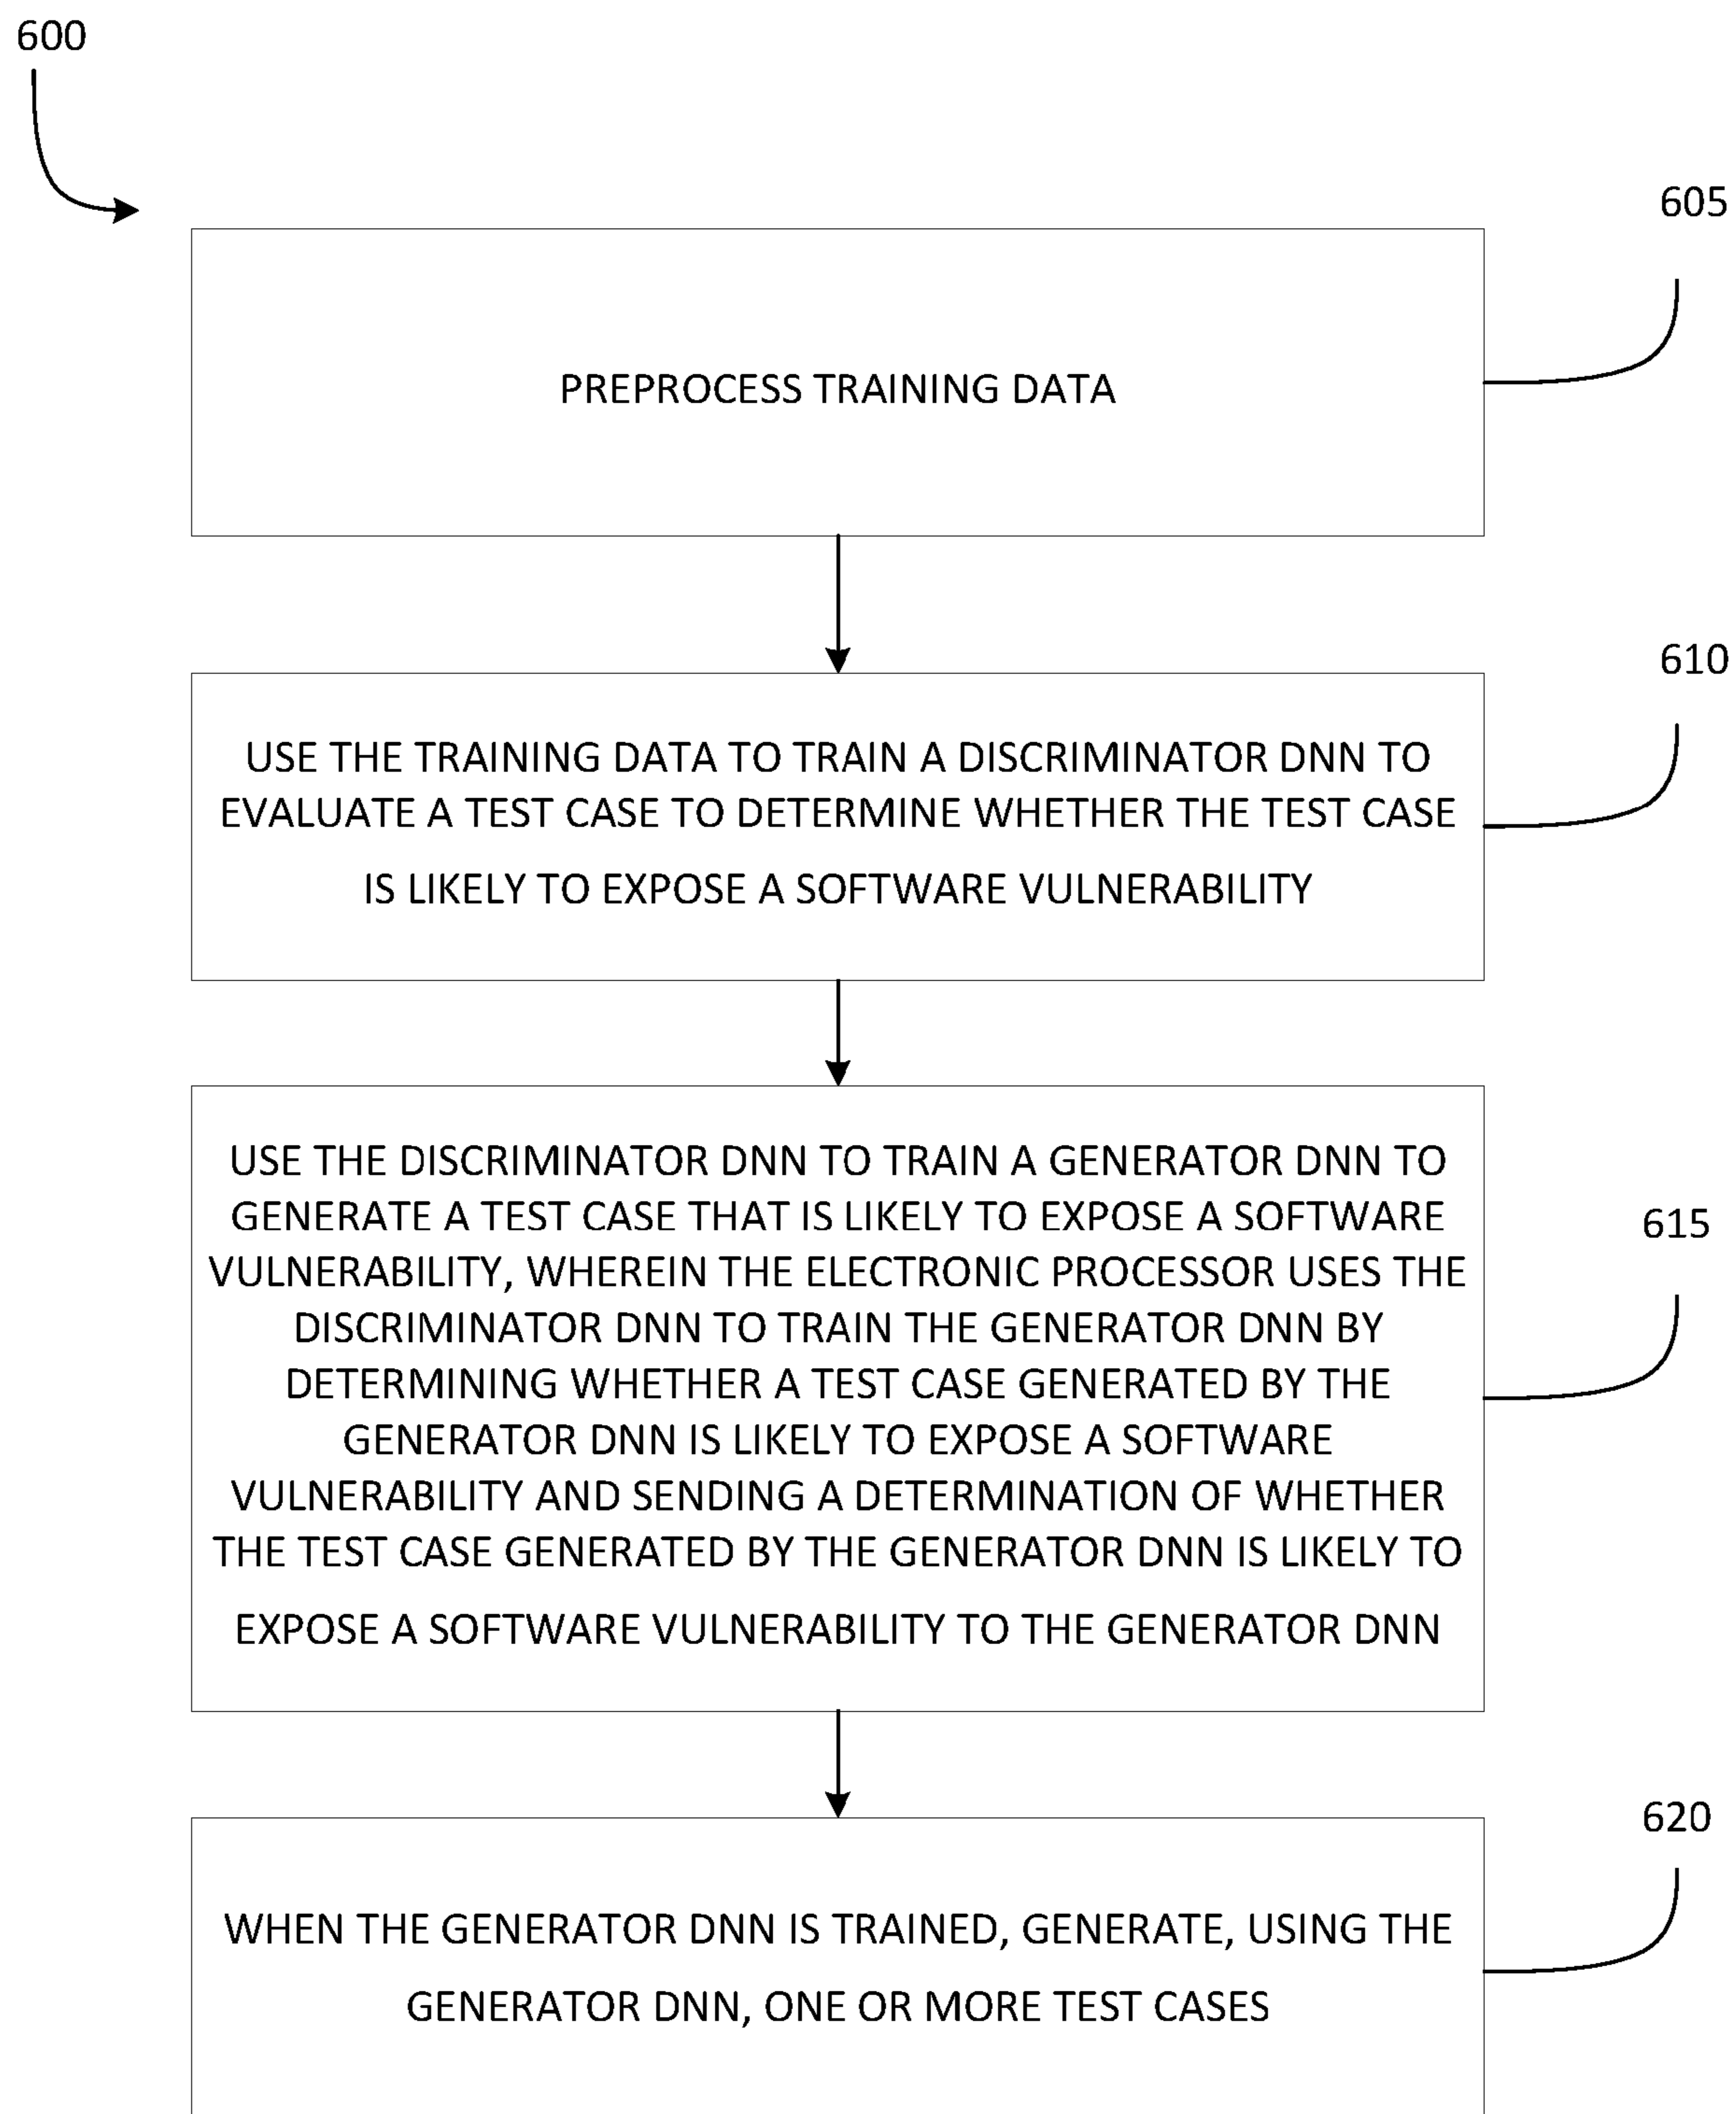 600
605
PREPROCESS TRAINING DATA
610
USE THE TRAINING DATA TO TRAIN A DISCRIMINATOR DNN TO
EVALUATE A TEST CASE TO DETERMINE WHETHER THE TEST CASE
IS LIKELY TO EXPOSE A SOFTWARE VULNERABILITY
USE THE DISCRIMINATOR DNN TO TRAIN A GENERATOR DNN TO
GENERATE A TEST CASE THAT IS LIKELY TO EXPOSE A SOFTWARE
VULNERABILITY, WHEREIN THE ELECTRONIC PROCESSOR USES THE
DISCRIMINATOR DNN TO TRAIN THE GENERATOR DNN BY
DETERMINING WHETHER A TEST CASE GENERATED BY THE
GENERATOR DNN IS LIKELY TO EXPOSE A SOFTWARE
VULNERABILITY AND SENDING A DETERMINATION OF WHETHER
THE TEST CASE GENERATED BY THE GENERATOR DNN IS LIKELY TO
EXPOSE A SOFTWARE VULNERABILITY TO THE GENERATOR DNN
615
620
WHEN THE GENERATOR DNN IS TRAINED, GENERATE, USING THE
GENERATOR DNN, ONE OR MORE TEST CASES